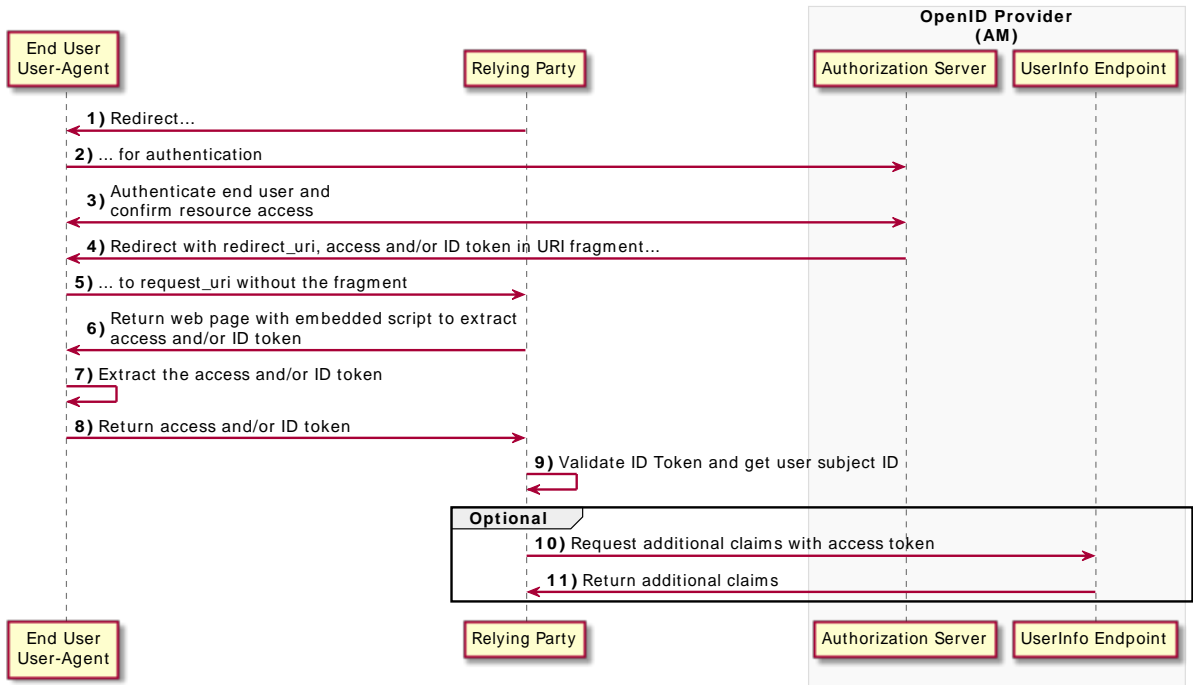 OpenID Provider
(AM)
End User
User-Agent
Relying Party
Authorization Server
UserInfo Endpoint
1) Redirect...
2) ... for authentication
3) Authenticate end user and
confirm resource access
4) Redirect with redirect_uri, access and/or ID token in URI fragment...
5) ... to request_uri without the fragment
6) Return web page with embedded script to extract
access and/or ID token
7) Extract the access and/or ID token
8) Return access and/or ID token
9) Validate ID Token and get user subject ID
Optional
10) Request additional claims with access token
11) Return additional claims
End User
User-Agent
Relying Party
Authorization Server
UserInfo Endpoint